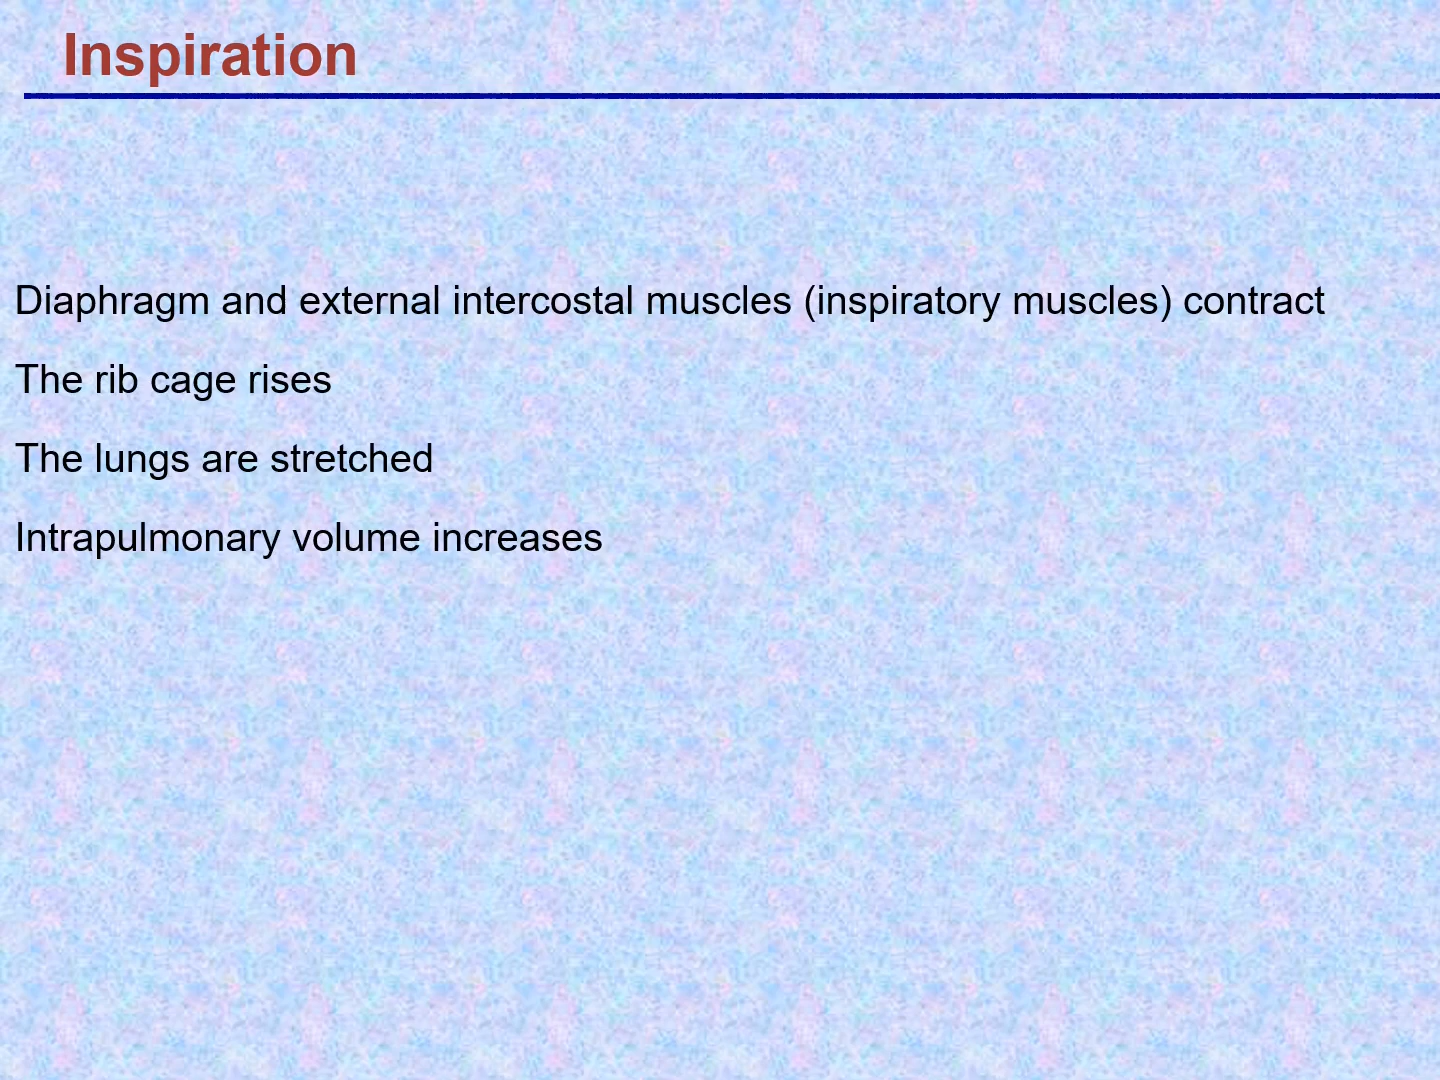 Inspiration
Diaphragm and external intercostal muscles (inspiratory muscles) contract
The rib cage rises
The lungs are stretched
Intrapulmonary volume increases